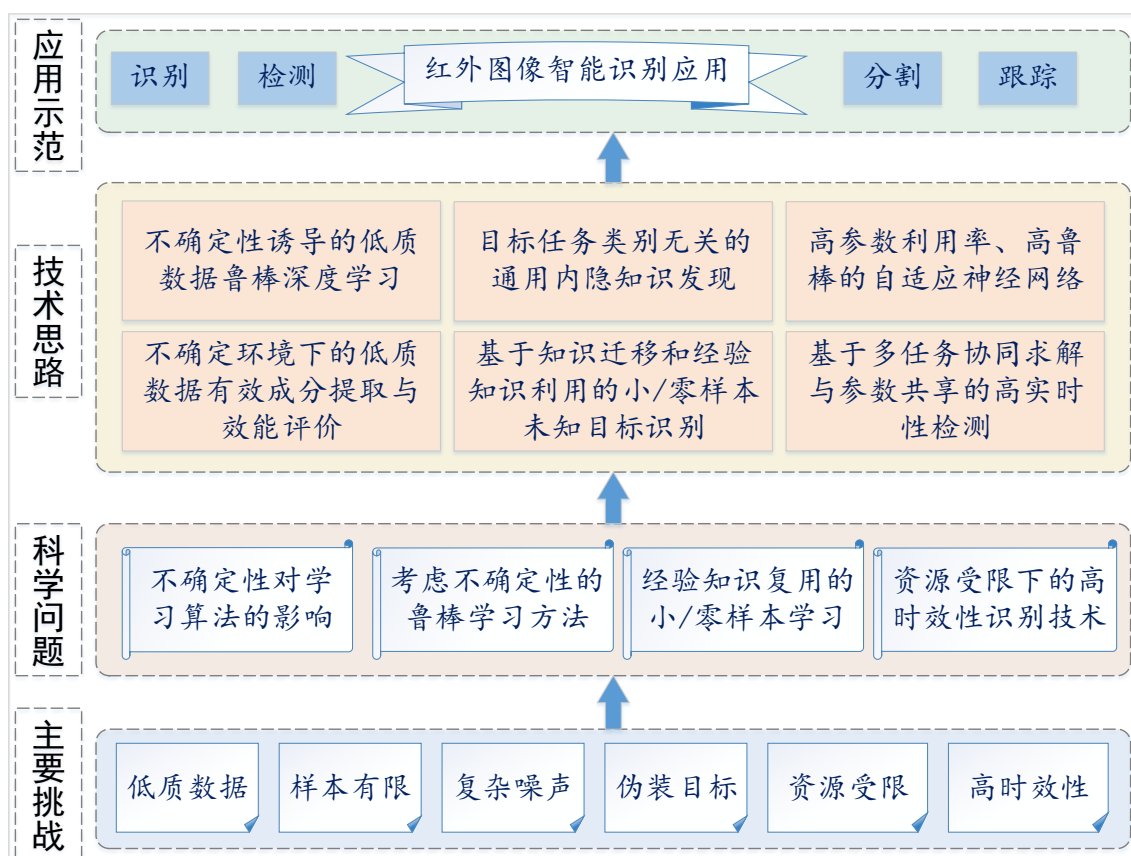 应用示范
识别
检测
红外图像智能识别应用
分割
跟踪
技术思路
不确定性诱导的低质
数据鲁棒深度学习
目标任务类别无关的
通用内隐知识发现
高参数利用率、高鲁
棒的自适应神经网络
不确定环境下的低质
数据有效成分提取与
效能评价
基于知识迁移和经验
知识利用的小/零样本
未知目标识别
基于多任务协同求解
与参数共享的高实时
性检测
科学问题
不确定性对学
习算法的影响
考虑不确定性的
鲁棒学习方法
经验知识复用的
小/零样本学习
资源受限下的高
时效性识别技术
主要挑战
低质数据
样本有限
复杂噪声
伪装目标
资源受限
高时效性